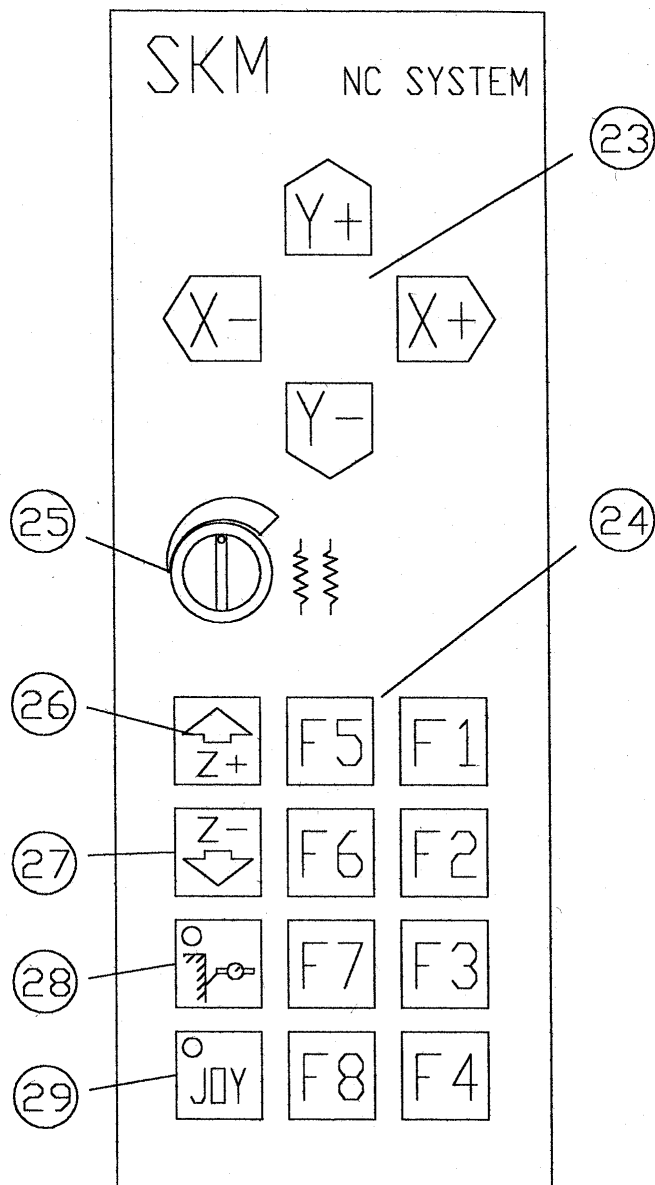 SKM NC SYSTEM
23
Y+
X- X+
Y-
25
24
26
Z+ F5 F1
27
Z- F6 F2
28
F7 F3
29
JOY F8 F4